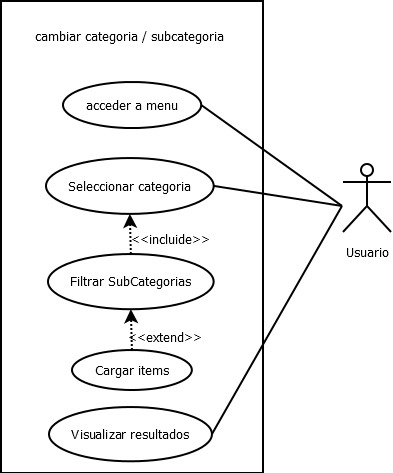 cambiar categoria / subcategoria
acceder a menu
Seleccionar categoria
<<incluide>>
Filtrar SubCategorias
Usuario
<<extend>>
Cargar items
Visualizar resultados